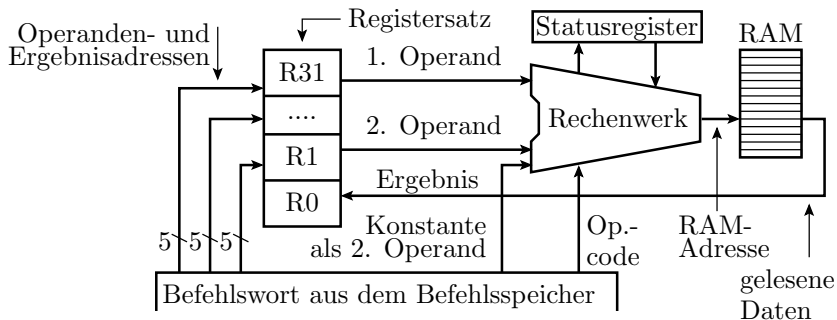 Operanden- und
Ergebnisadressen
Registersatz
Statusregister
RAM
R31
....
R1
R0
1. Operand
2. Operand
Rechenwerk
Ergebnis
5 5 5
Konstante
als 2. Operand
Op.-
code
RAM-
Adresse
gelesene
Daten
Befehlswort aus dem Befehlsspeicher